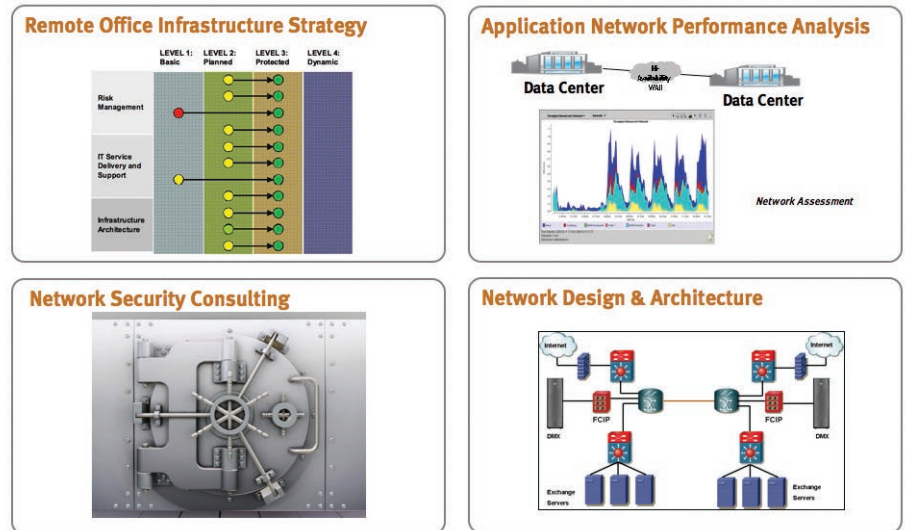 Remote Office Infrastructure Strategy
LEVEL 1:
Basic
LEVEL 2:
Planned
LEVEL 3:
Protected
LEVEL 4:
Dynamic
Risk
Management
IT Service
Delivery and
Support
Infrastructure
Architecture
Application Network Performance Analysis
Data Center
Data Center
Network Assessment
Network Security Consulting
Network Design & Architecture
Internet
Internet
FCIP
FCIP
DMX
DMX
Exchange
Servers
Exchange
Servers